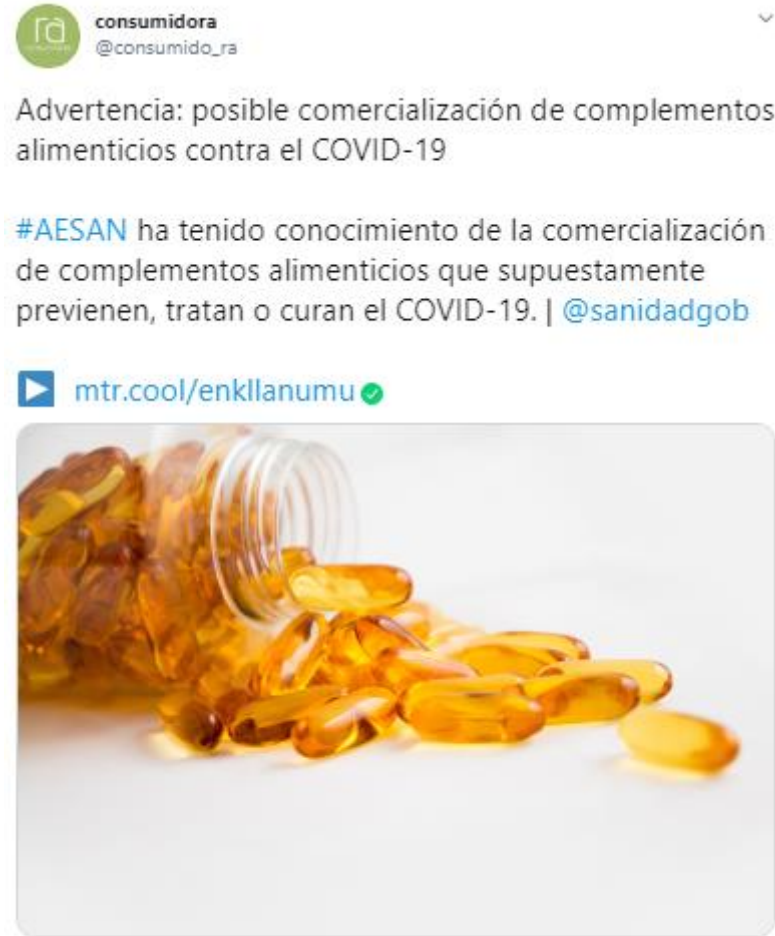 ra
consumidora
@consumido_ra
Advertencia: posible comercialización de complementos
alimenticios contra el COVID-19
#AESAN ha tenido conocimiento de la comercialización
de complementos alimenticios que supuestamente
previenen, tratan o curan el COVID-19. | @sanidadgob
mtr.cool/enkllanumu